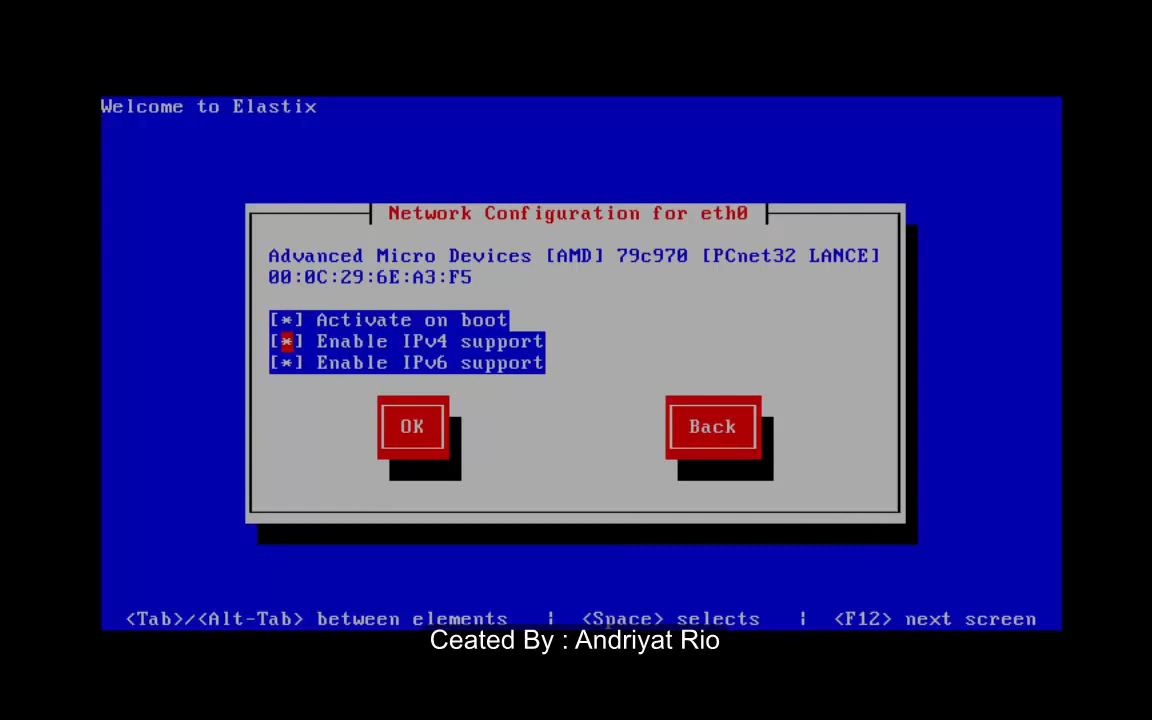 Welcome to Elastix
Network Configuration for eth0
Advanced Micro Devices [AMD] 79c970 [PCnet32 LANCE]
00:0C:29:6E:A3:F5
[*] Activate on boot
[*] Enable IPv4 support
[*] Enable IPv6 support
OK Back
<Tab>/<Alt-Tab> between elements | <Space> selects | <F12> next screen
Ceated By : Andriyat Rio